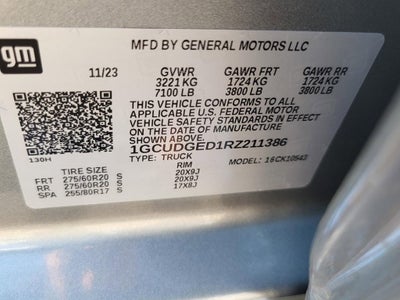 gm
MFD BY GENERAL MOTORS LLC
11/23 GVWR GAWR FRT GAWR RR
3221 KG 1724 KG 1724 KG
7100 LB 3800 LB 3800 LB
THIS VEHICLE CONFORMS TO ALL
APPLICABLE U.S. FEDERAL MOTOR
VEHICLE SAFETY STANDARDS IN EFFECT
ON THE DATE OF MANUFACTURE
SHOWN ABOVE.
1GCUDGED1RZ211386
130H TYPE: TRUCK MODEL: 16CK10543
TIRE SIZE RIM
FRT 275/60R20 S 20X9J
RR 275/60R20 S 20X9J
SPA 255/80R17 S 17X8J